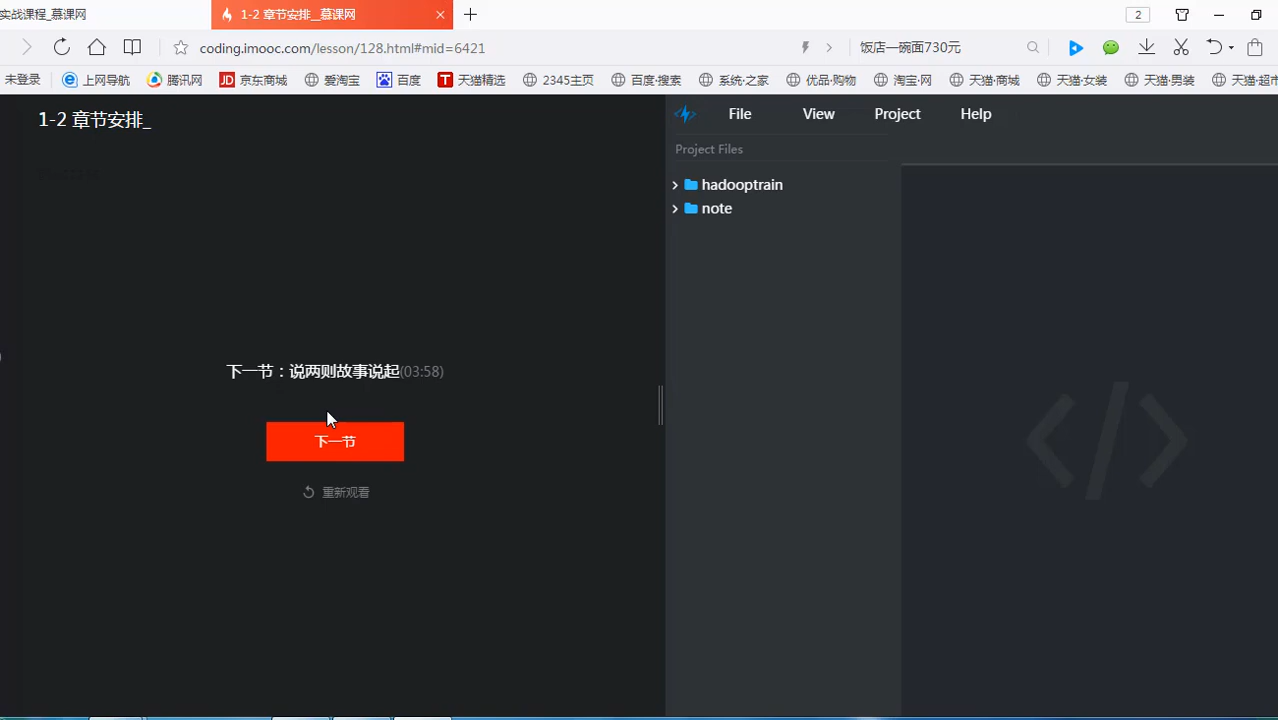 实战课程_慕课网
1-2 章节安排__慕课网
2
coding.imooc.com/lesson/128.html#mid=6421
饭店一碗面730元
未登录 上网导航 腾讯网 JD 京东商城 爱淘宝 百度 T 天猫精选 2345主页 百度·搜索 系统·之家 优品·购物 淘宝·网 天猫·商城 天猫·女装 天猫·男装 天猫·超市
1-2 章节安排_
File View Project Help
Project Files
hadooptrain
note
下一节：说两则故事说起(03:58)
下一节
重新观看